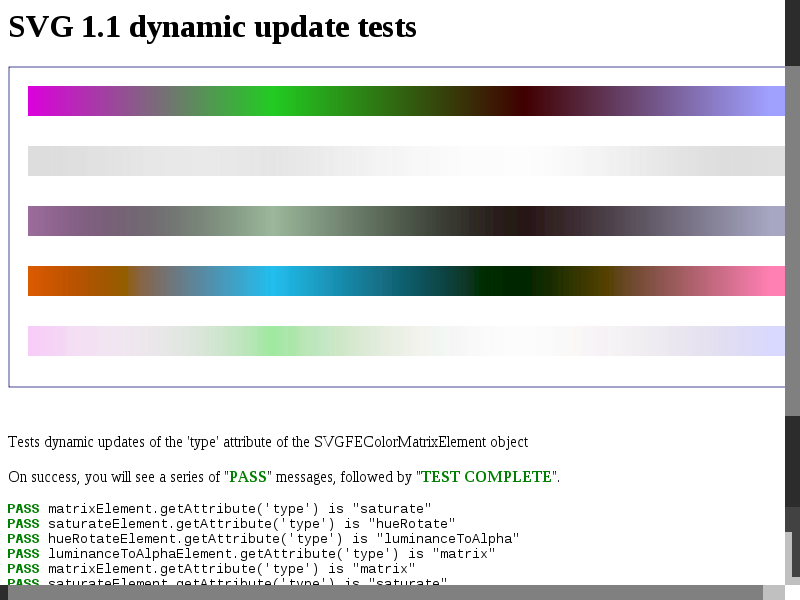 SVG 1.1 dynamic update tests
Tests dynamic updates of the 'type' attribute of the SVGFEColorMatrixElement object
On success, you will see a series of "PASS" messages, followed by "TEST COMPLETE".
PASS matrixElement.getAttribute('type') is "saturate"
PASS saturateElement.getAttribute('type') is "hueRotate"
PASS hueRotateElement.getAttribute('type') is "luminanceToAlpha"
PASS luminanceToAlphaElement.getAttribute('type') is "matrix"
PASS matrixElement.getAttribute('type') is "matrix"
PASS saturateElement.getAttribute('type') is "saturate"